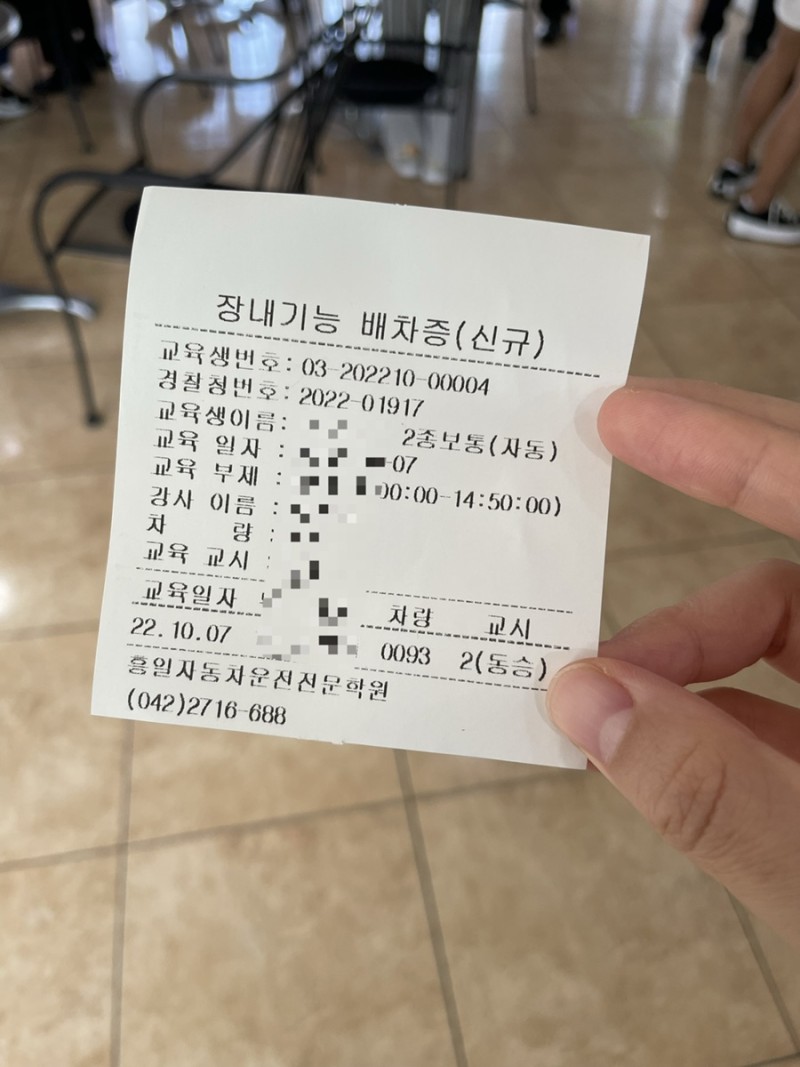 장내기능 배차증(신규)
교육생번호: 03-202210-00004
경찰청번호: 2022-01917
교육생이름: 2종보통(자동)
교육 일자 : -07
교육 부제 : 00:00-14:50:00)
강사 이름 :
차 량 :
교육 교시 :
교육일자 차량 교시
22.10.07 0093 2(동승)
흥일자동차운전전문학원
(042)2716-688